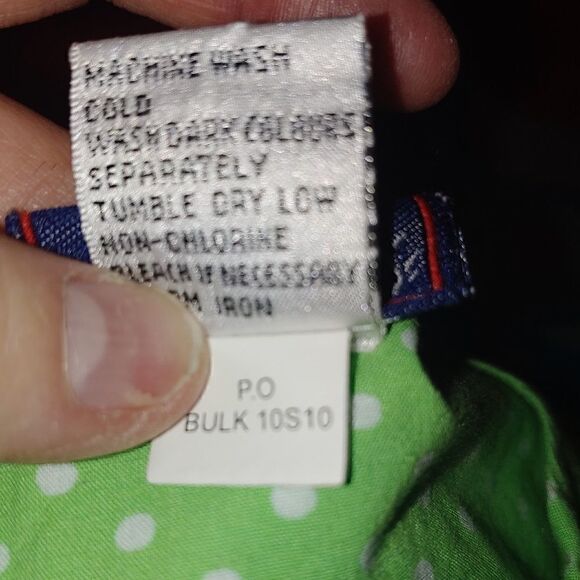 MACHINE WASH
COLD
WASH DARK COLOURS
SEPARATELY
TUMBLE DRY LOW
NON-CHLORINE
BLEACH IF NECESSARY
IRON
P.O
BULK 10S10